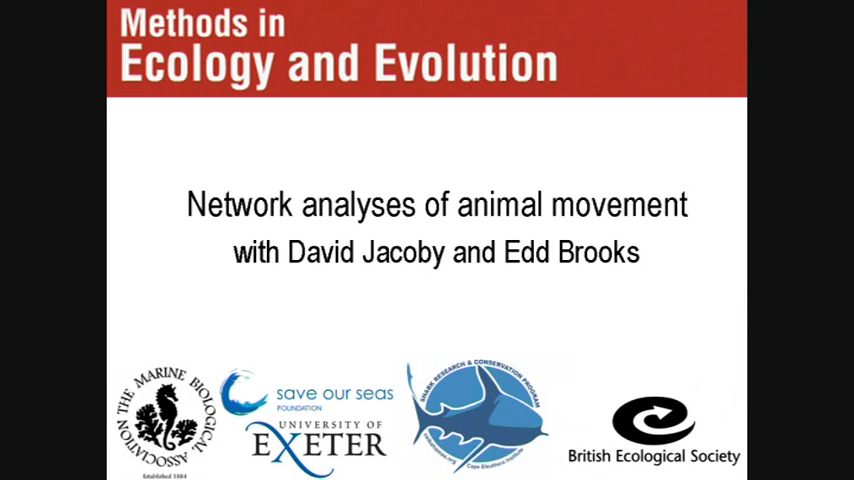 Methods in
Ecology and Evolution
Network analyses of animal movement
with David Jacoby and Edd Brooks
THE MARINE BIOLOGICAL ASSOCIATION
Established 1884
save our seas
FOUNDATION
UNIVERSITY OF
EXETER
SHARK RESEARCH & CONSERVATION PROGRAM
Cape Eleuthera Institute
British Ecological Society